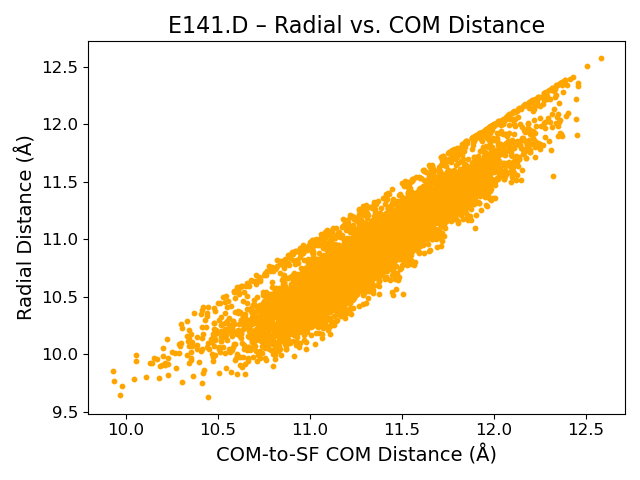 E141.D – Radial vs. COM Distance
Radial Distance (Å)
12.5
12.0
11.5
11.0
10.5
10.0
9.5
10.0 10.5 11.0 11.5 12.0 12.5
COM-to-SF COM Distance (Å)